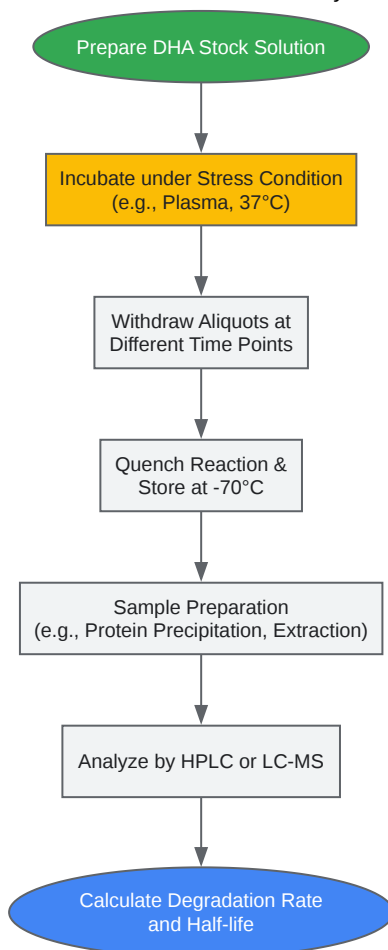 Prepare DHA Stock Solution
Incubate under Stress Condition
(e.g., Plasma, 37°C)
Withdraw Aliquots at
Different Time Points
Quench Reaction &
Store at -70°C
Sample Preparation
(e.g., Protein Precipitation, Extraction)
Analyze by HPLC or LC-MS
Calculate Degradation Rate
and Half-life